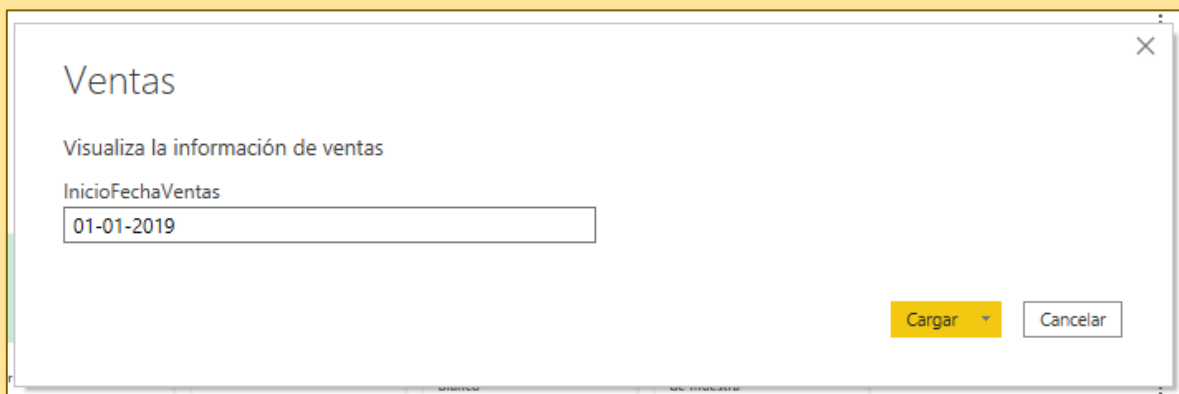 Ventas
Visualiza la información de ventas
InicioFechaVentas
01-01-2019
Cargar
Cancelar